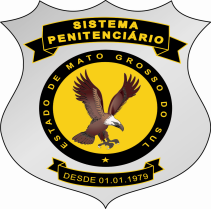 SISTEMA
PENITENCIÁRIO
ESTADO DE MATO GROSSO DO SUL
DESDE 01.01.1979